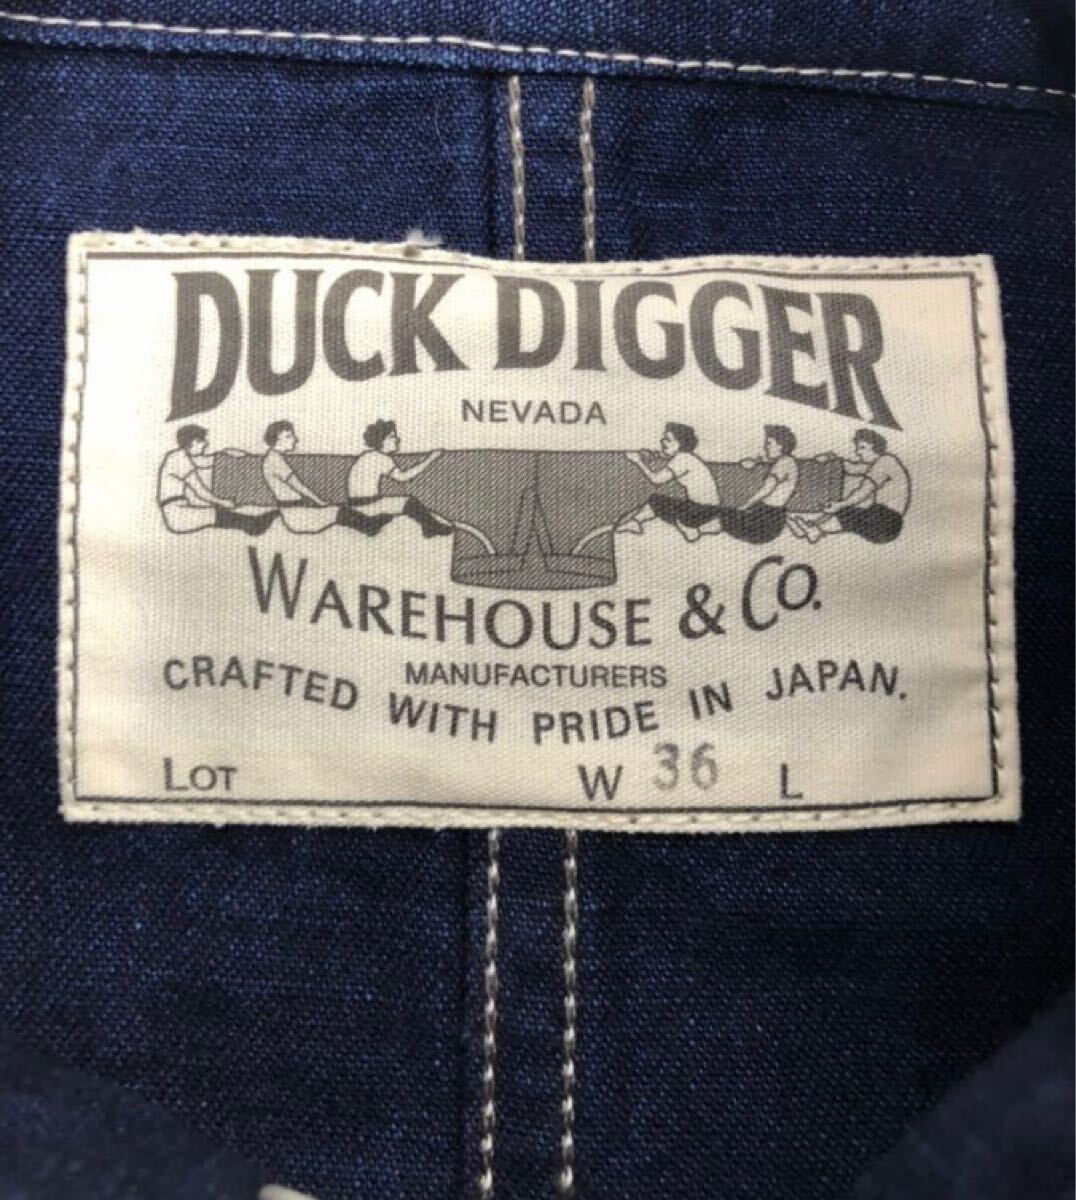 DUCK DIGGER
NEVADA
WAREHOUSE & CO.
MANUFACTURERS
CRAFTED WITH PRIDE IN JAPAN.
LOT W 36 L